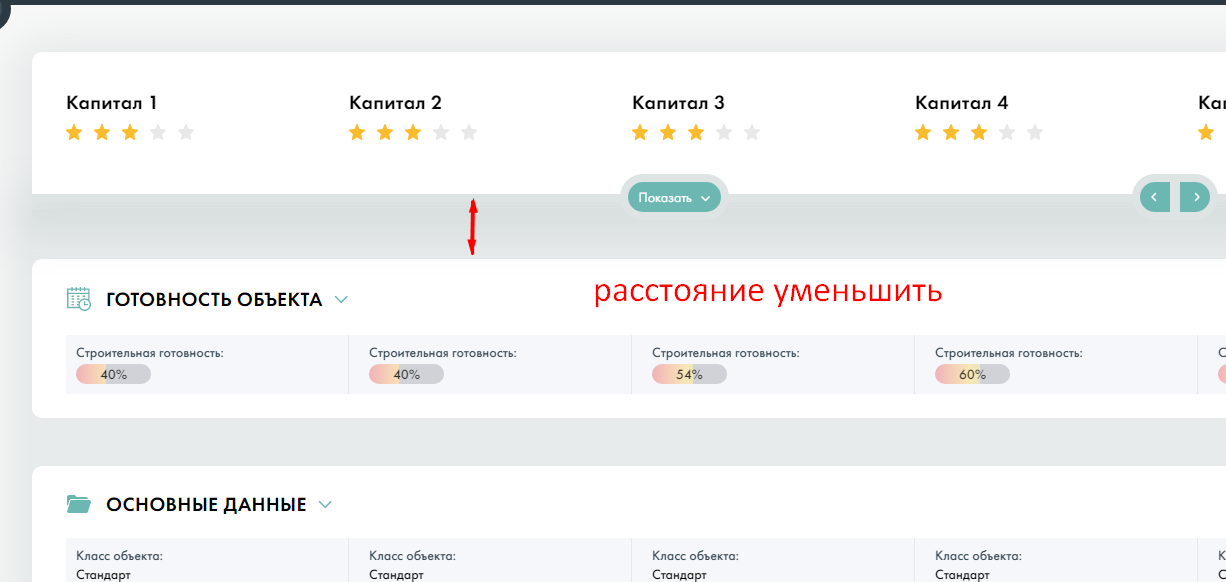 Капитал 1 Капитал 2 Капитал 3 Капитал 4
Показать
ГОТОВНОСТЬ ОБЪЕКТА
расстояние уменьшить
Строительная готовность: Строительная готовность: Строительная готовность: Строительная готовность:
40% 40% 54% 60%
ОСНОВНЫЕ ДАННЫЕ
Класс объекта: Класс объекта: Класс объекта: Класс объекта:
Стандарт Стандарт Стандарт Стандарт